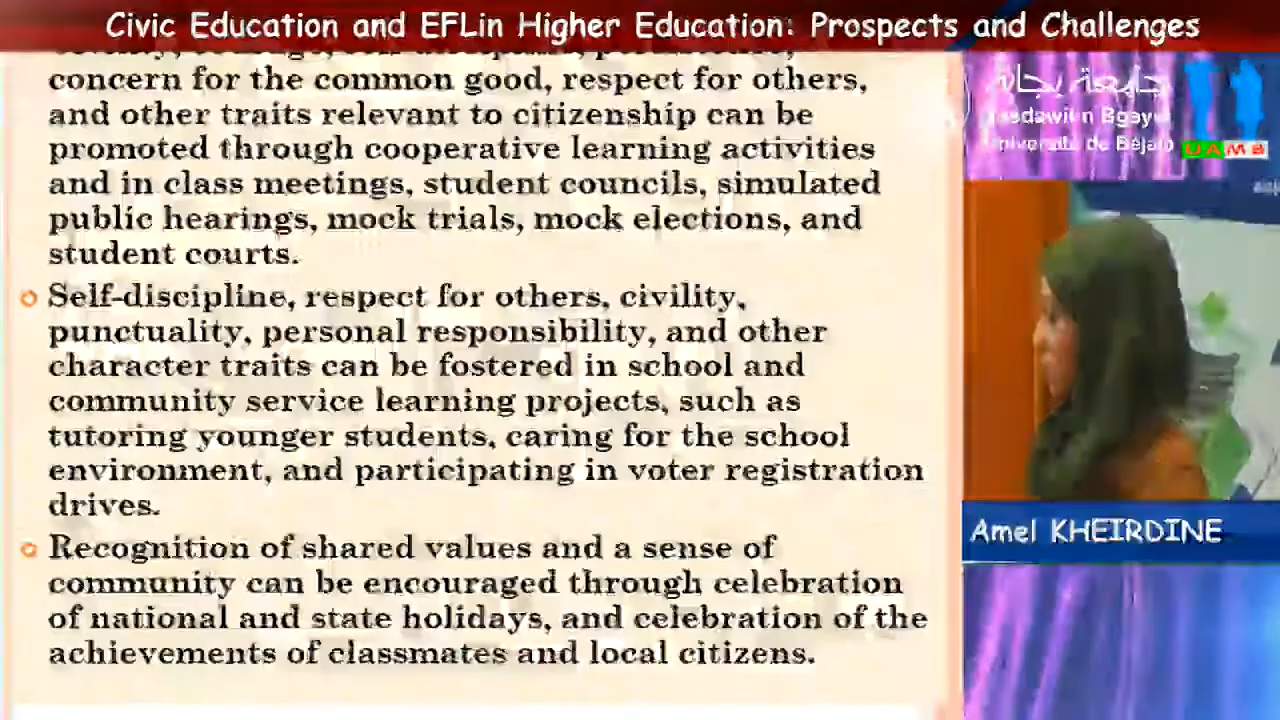 Civic Education and EFLin Higher Education: Prospects and Challenges
concern for the common good, respect for others,
and other traits relevant to citizenship can be
promoted through cooperative learning activities
and in class meetings, student councils, simulated
public hearings, mock trials, mock elections, and
student courts.
Self-discipline, respect for others, civility,
punctuality, personal responsibility, and other
character traits can be fostered in school and
community service learning projects, such as
tutoring younger students, caring for the school
environment, and participating in voter registration
drives.
Recognition of shared values and a sense of
community can be encouraged through celebration
of national and state holidays, and celebration of the
achievements of classmates and local citizens.
جامعة بجاية
Université de Béjaia
UAMB
Amel KHEIRDINE